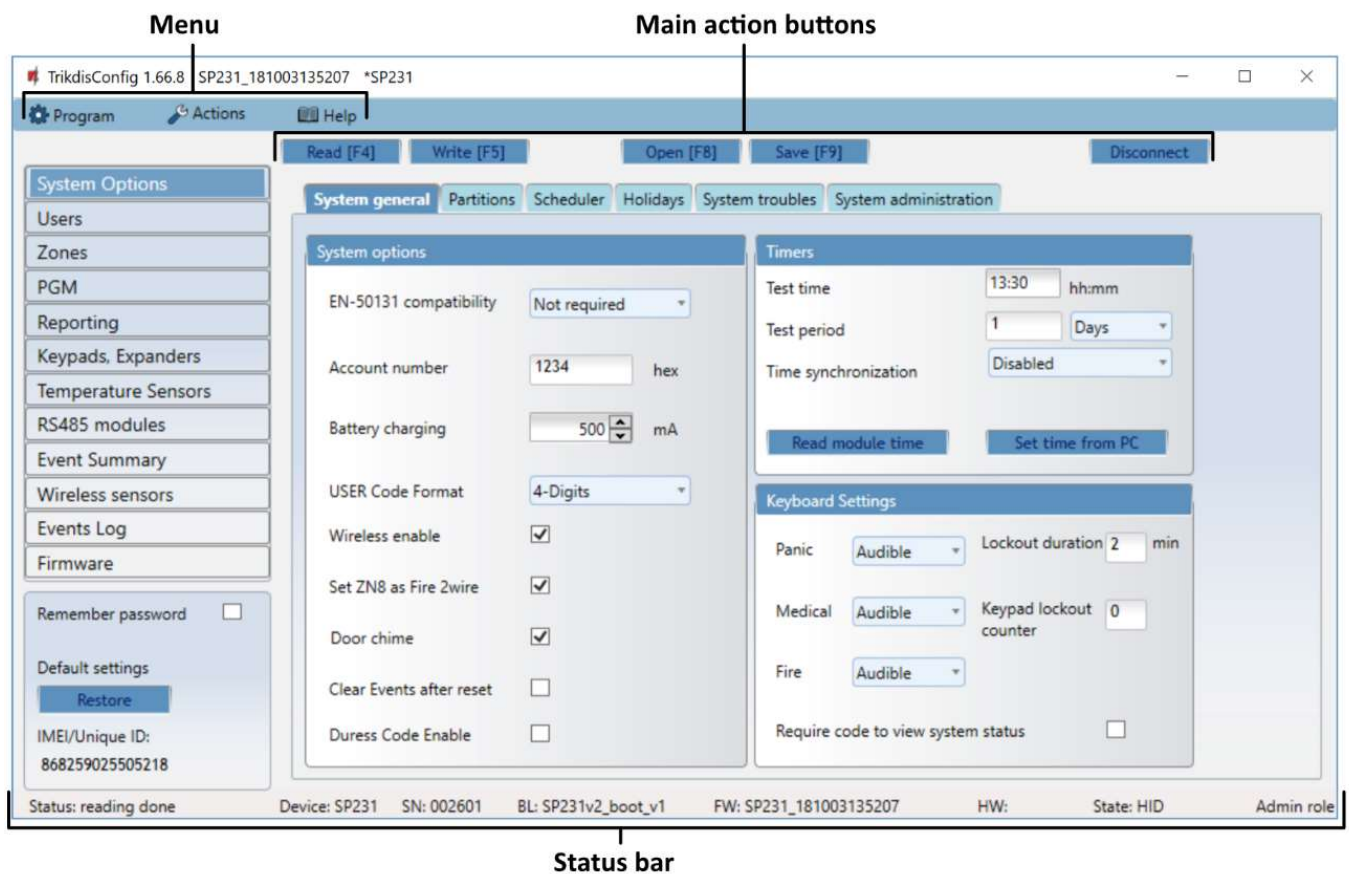 Menu
Main action buttons
TrikdisConfig 1.66.8 SP231_181003135207 *SP231
Program Actions Help
Read [F4] Write [F5] Open [F8] Save [F9] Disconnect
System Options
Users
Zones
PGM
Reporting
Keypads, Expanders
Temperature Sensors
RS485 modules
Event Summary
Wireless sensors
Events Log
Firmware
Remember password
Default settings
Restore
IMEI/Unique ID:
868259025505218
System general Partitions Scheduler Holidays System troubles System administration
System options
EN-50131 compatibility Not required
Account number 1234 hex
Battery charging 500 mA
USER Code Format 4-Digits
Wireless enable
Set ZN8 as Fire 2wire
Door chime
Clear Events after reset
Duress Code Enable
Timers
Test time 13:30 hh:mm
Test period 1 Days
Time synchronization Disabled
Read module time Set time from PC
Keyboard Settings
Panic Audible Lockout duration 2 min
Medical Audible Keypad lockout counter 0
Fire Audible
Require code to view system status
Status: reading done Device: SP231 SN: 002601 BL: SP231v2_boot_v1 FW: SP231_181003135207 HW: State: HID Admin role
Status bar